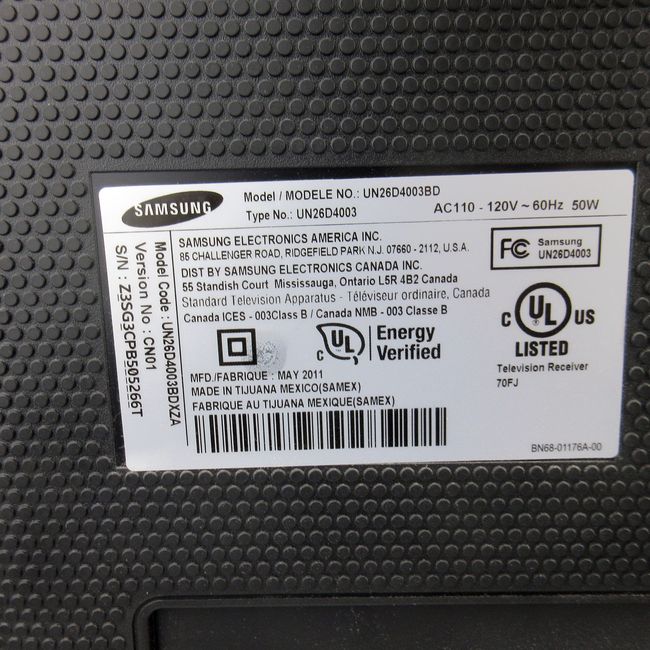 SAMSUNG
Model / MODELE NO.: UN26D4003BD
Type No.: UN26D4003
AC110 - 120V ~ 60Hz 50W
SAMSUNG ELECTRONICS AMERICA INC.
85 CHALLENGER ROAD, RIDGEFIELD PARK N.J. 07660 - 2112, U.S.A.
DIST BY SAMSUNG ELECTRONICS CANADA INC.
55 Standish Court Mississauga, Ontario L5R 4B2 Canada
Standard Television Apparatus - Téléviseur ordinaire, Canada
Canada ICES - 003Class B / Canada NMB - 003 Classe B
FC Samsung
UN26D4003
C UL US
LISTED
Television Receiver
70FJ
C UL Energy
Verified
MFD./FABRIQUE : MAY 2011
MADE IN TIJUANA MEXICO(SAMEX)
FABRIQUE AU TIJUANA MEXIQUE(SAMEX)
BN68-01176A-00
Model Code : UN26D4003BDXZA
Version No : CN01
S/N : Z3SG3CPB505266T